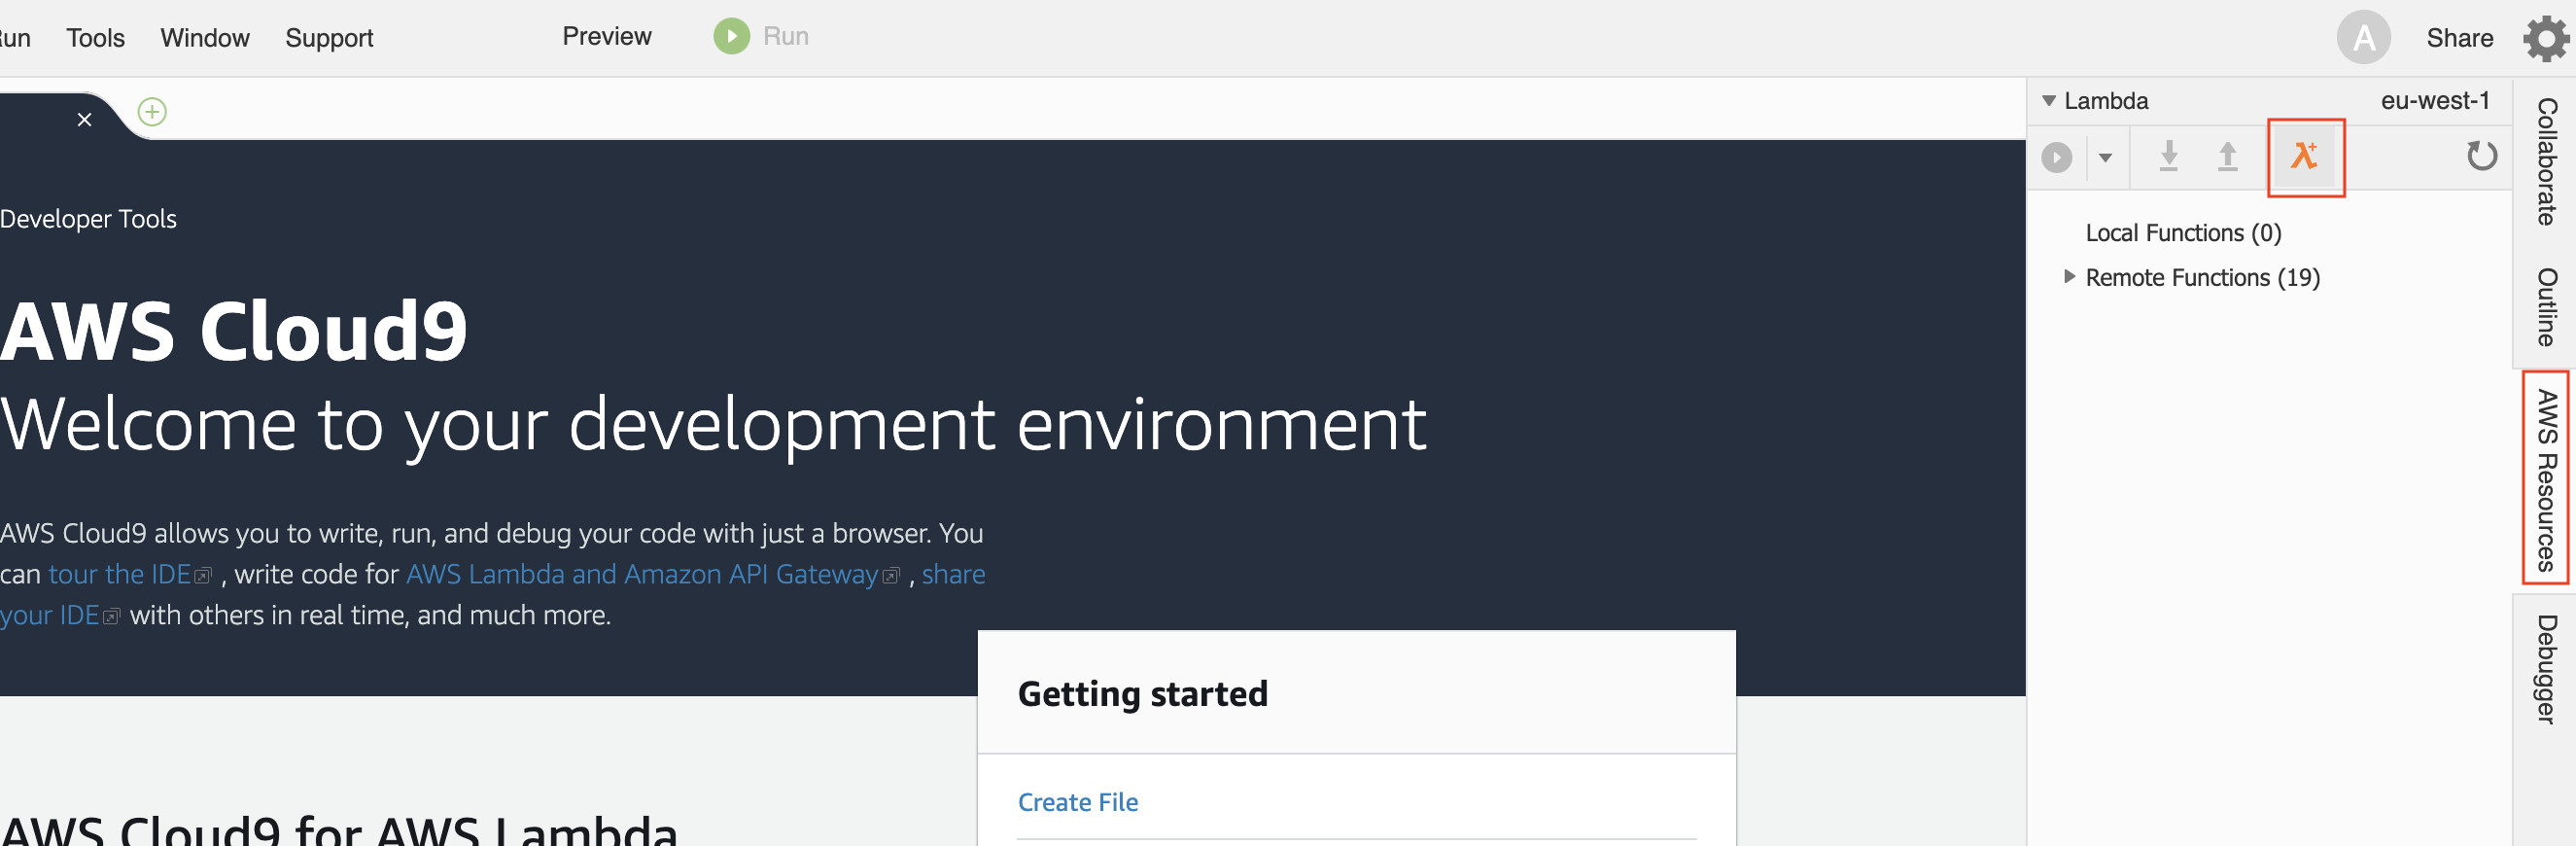 Tools Window Support Preview Run A Share
Lambda eu-west-1
Local Functions (0)
Remote Functions (19)
Collaborate
Outline
AWS Resources
Debugger
Developer Tools
AWS Cloud9
Welcome to your development environment
AWS Cloud9 allows you to write, run, and debug your code with just a browser. You
can tour the IDE , write code for AWS Lambda and Amazon API Gateway , share
your IDE with others in real time, and much more.
Getting started
Create File
AWS Cloud9 for AWS Lambda